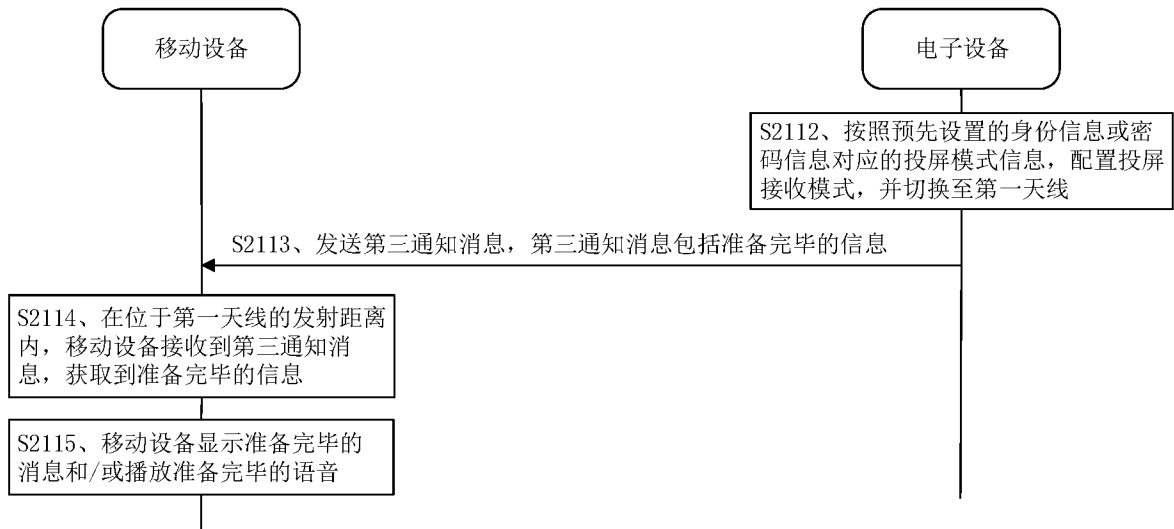 移动设备
电子设备
S2112、按照预先设置的身份信息或密
码信息对应的投屏模式信息，配置投屏
接收模式，并切换至第一天线
S2113、发送第三通知消息，第三通知消息包括准备完毕的信息
S2114、在位于第一天线的发射距离
内，移动设备接收到第三通知消
息，获取到准备完毕的信息
S2115、移动设备显示准备完毕的
消息和/或播放准备完毕的语音